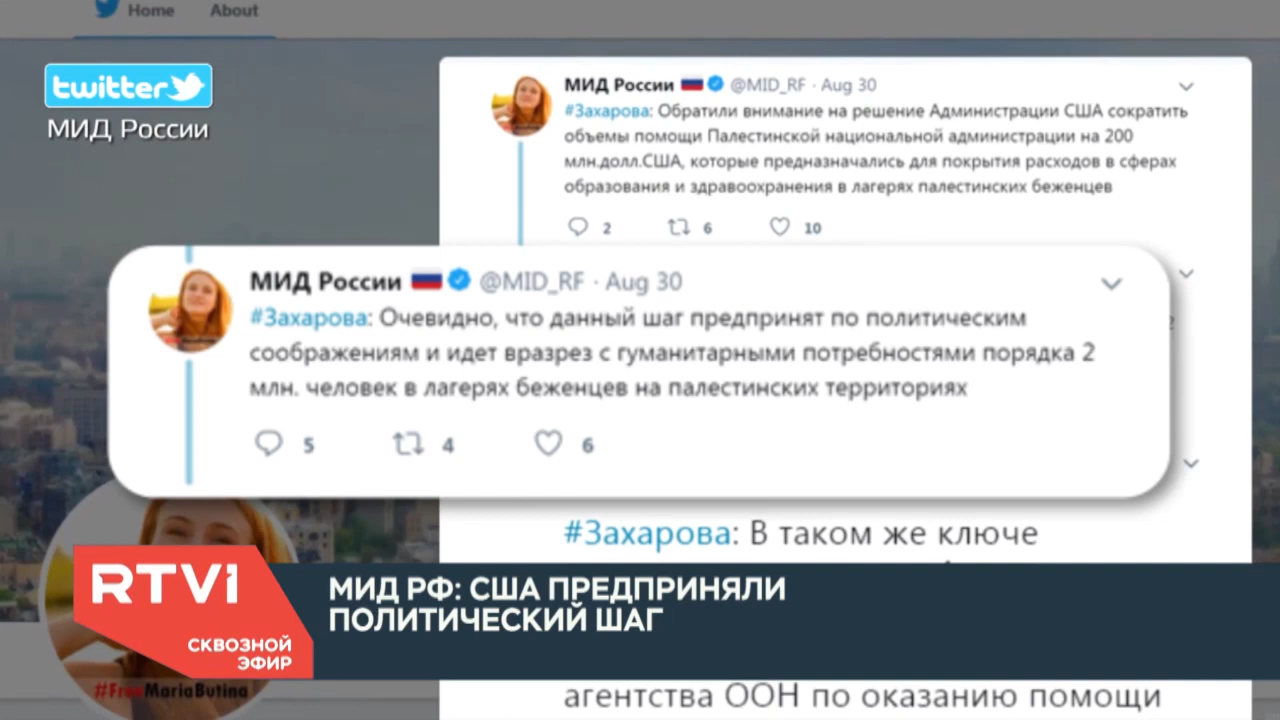 Home About
twitter
МИД России
МИД России @MID_RF · Aug 30
#Захарова: Обратили внимание на решение Администрации США сократить
объемы помощи Палестинской национальной администрации на 200
млн.долл.США, которые предназначались для покрытия расходов в сферах
образования и здравоохранения в лагерях палестинских беженцев
2 6 10
МИД России @MID_RF · Aug 30
#Захарова: Очевидно, что данный шаг предпринят по политическим
соображениям и идет вразрез с гуманитарными потребностями порядка 2
млн. человек в лагерях беженцев на палестинских территориях
5 4 6
#Захарова: В таком же ключе
RTVI
СКВОЗНОЙ
ЭФИР
МИД РФ: США ПРЕДПРИНЯЛИ
ПОЛИТИЧЕСКИЙ ШАГ
#FreeMariaButina
агентства ООН по оказанию помощи